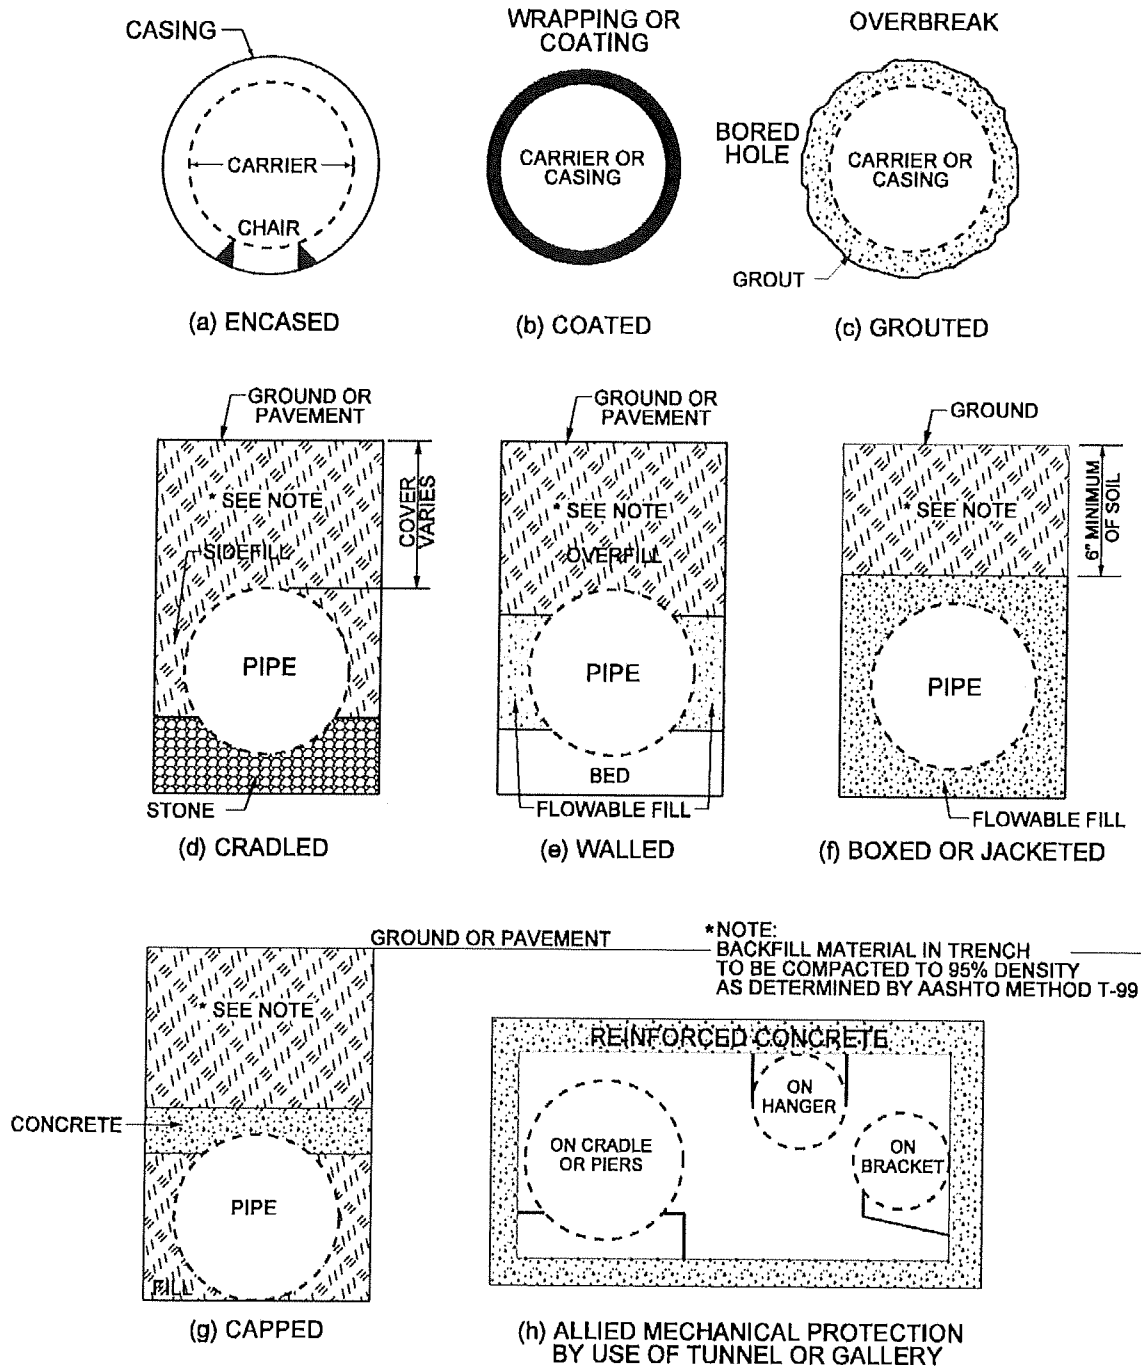 CASING
CARRIER
CHAIR
(a) ENCASED
WRAPPING OR
COATING
CARRIER OR
CASING
(b) COATED
OVERBREAK
BORED
HOLE
CARRIER OR
CASING
GROUT
(c) GROUTED
GROUND OR
PAVEMENT
* SEE NOTE
COVER
VARIES
SIDEFILL
PIPE
STONE
(d) CRADLED
GROUND OR
PAVEMENT
* SEE NOTE
OVERFILL
PIPE
BED
FLOWABLE FILL
(e) WALLED
GROUND
* SEE NOTE
6" MINIMUM
OF SOIL
PIPE
FLOWABLE FILL
(f) BOXED OR JACKETED
GROUND OR PAVEMENT
* SEE NOTE
CONCRETE
PIPE
FILL
(g) CAPPED
*NOTE:
BACKFILL MATERIAL IN TRENCH
TO BE COMPACTED TO 95% DENSITY
AS DETERMINED BY AASHTO METHOD T-99
REINFORCED CONCRETE
ON CRADLE
OR PIERS
ON
HANGER
ON
BRACKET
(h) ALLIED MECHANICAL PROTECTION
BY USE OF TUNNEL OR GALLERY